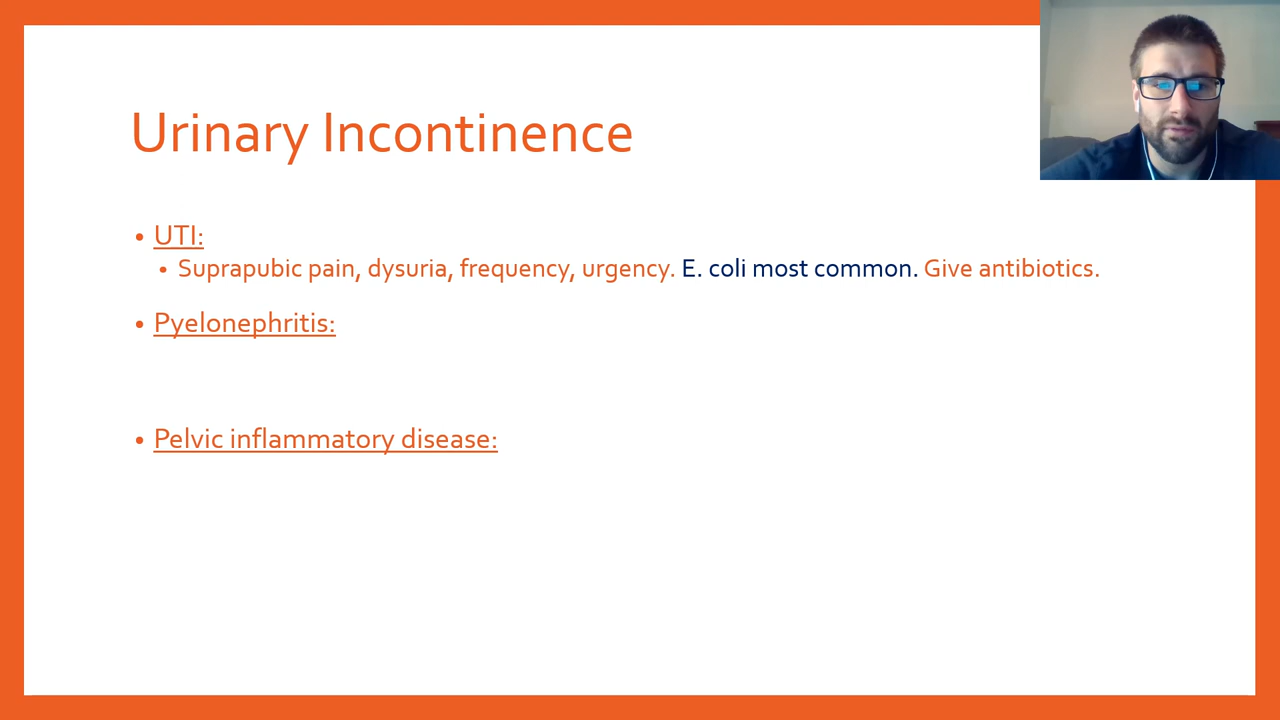 Urinary Incontinence
• UTI:
• Suprapubic pain, dysuria, frequency, urgency. E. coli most common. Give antibiotics.
• Pyelonephritis:
• Pelvic inflammatory disease: